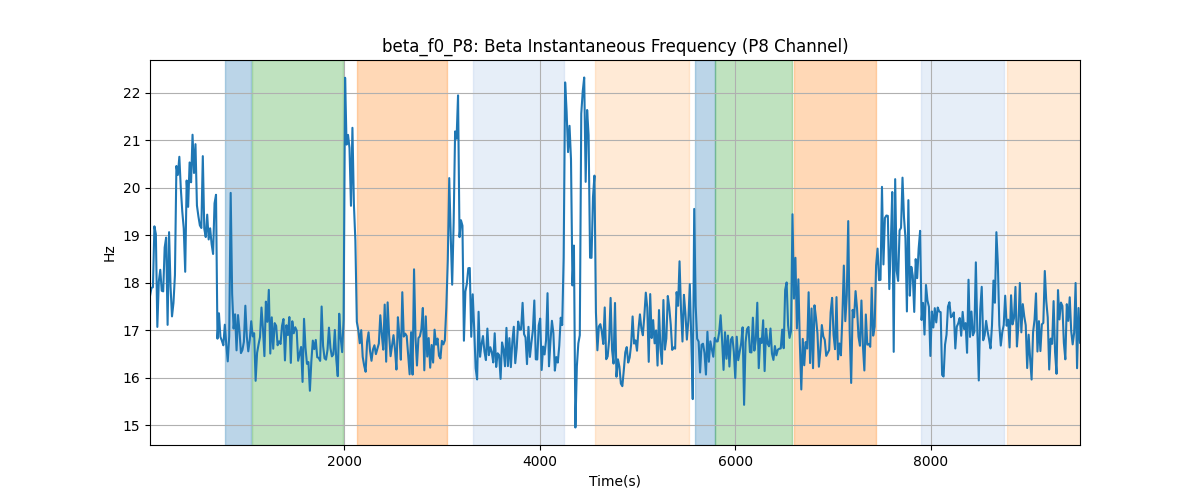 beta_f0_P8: Beta Instantaneous Frequency (P8 Channel)
22
21
20
19
18
17
16
15
Hz
2000 4000 6000 8000
Time(s)